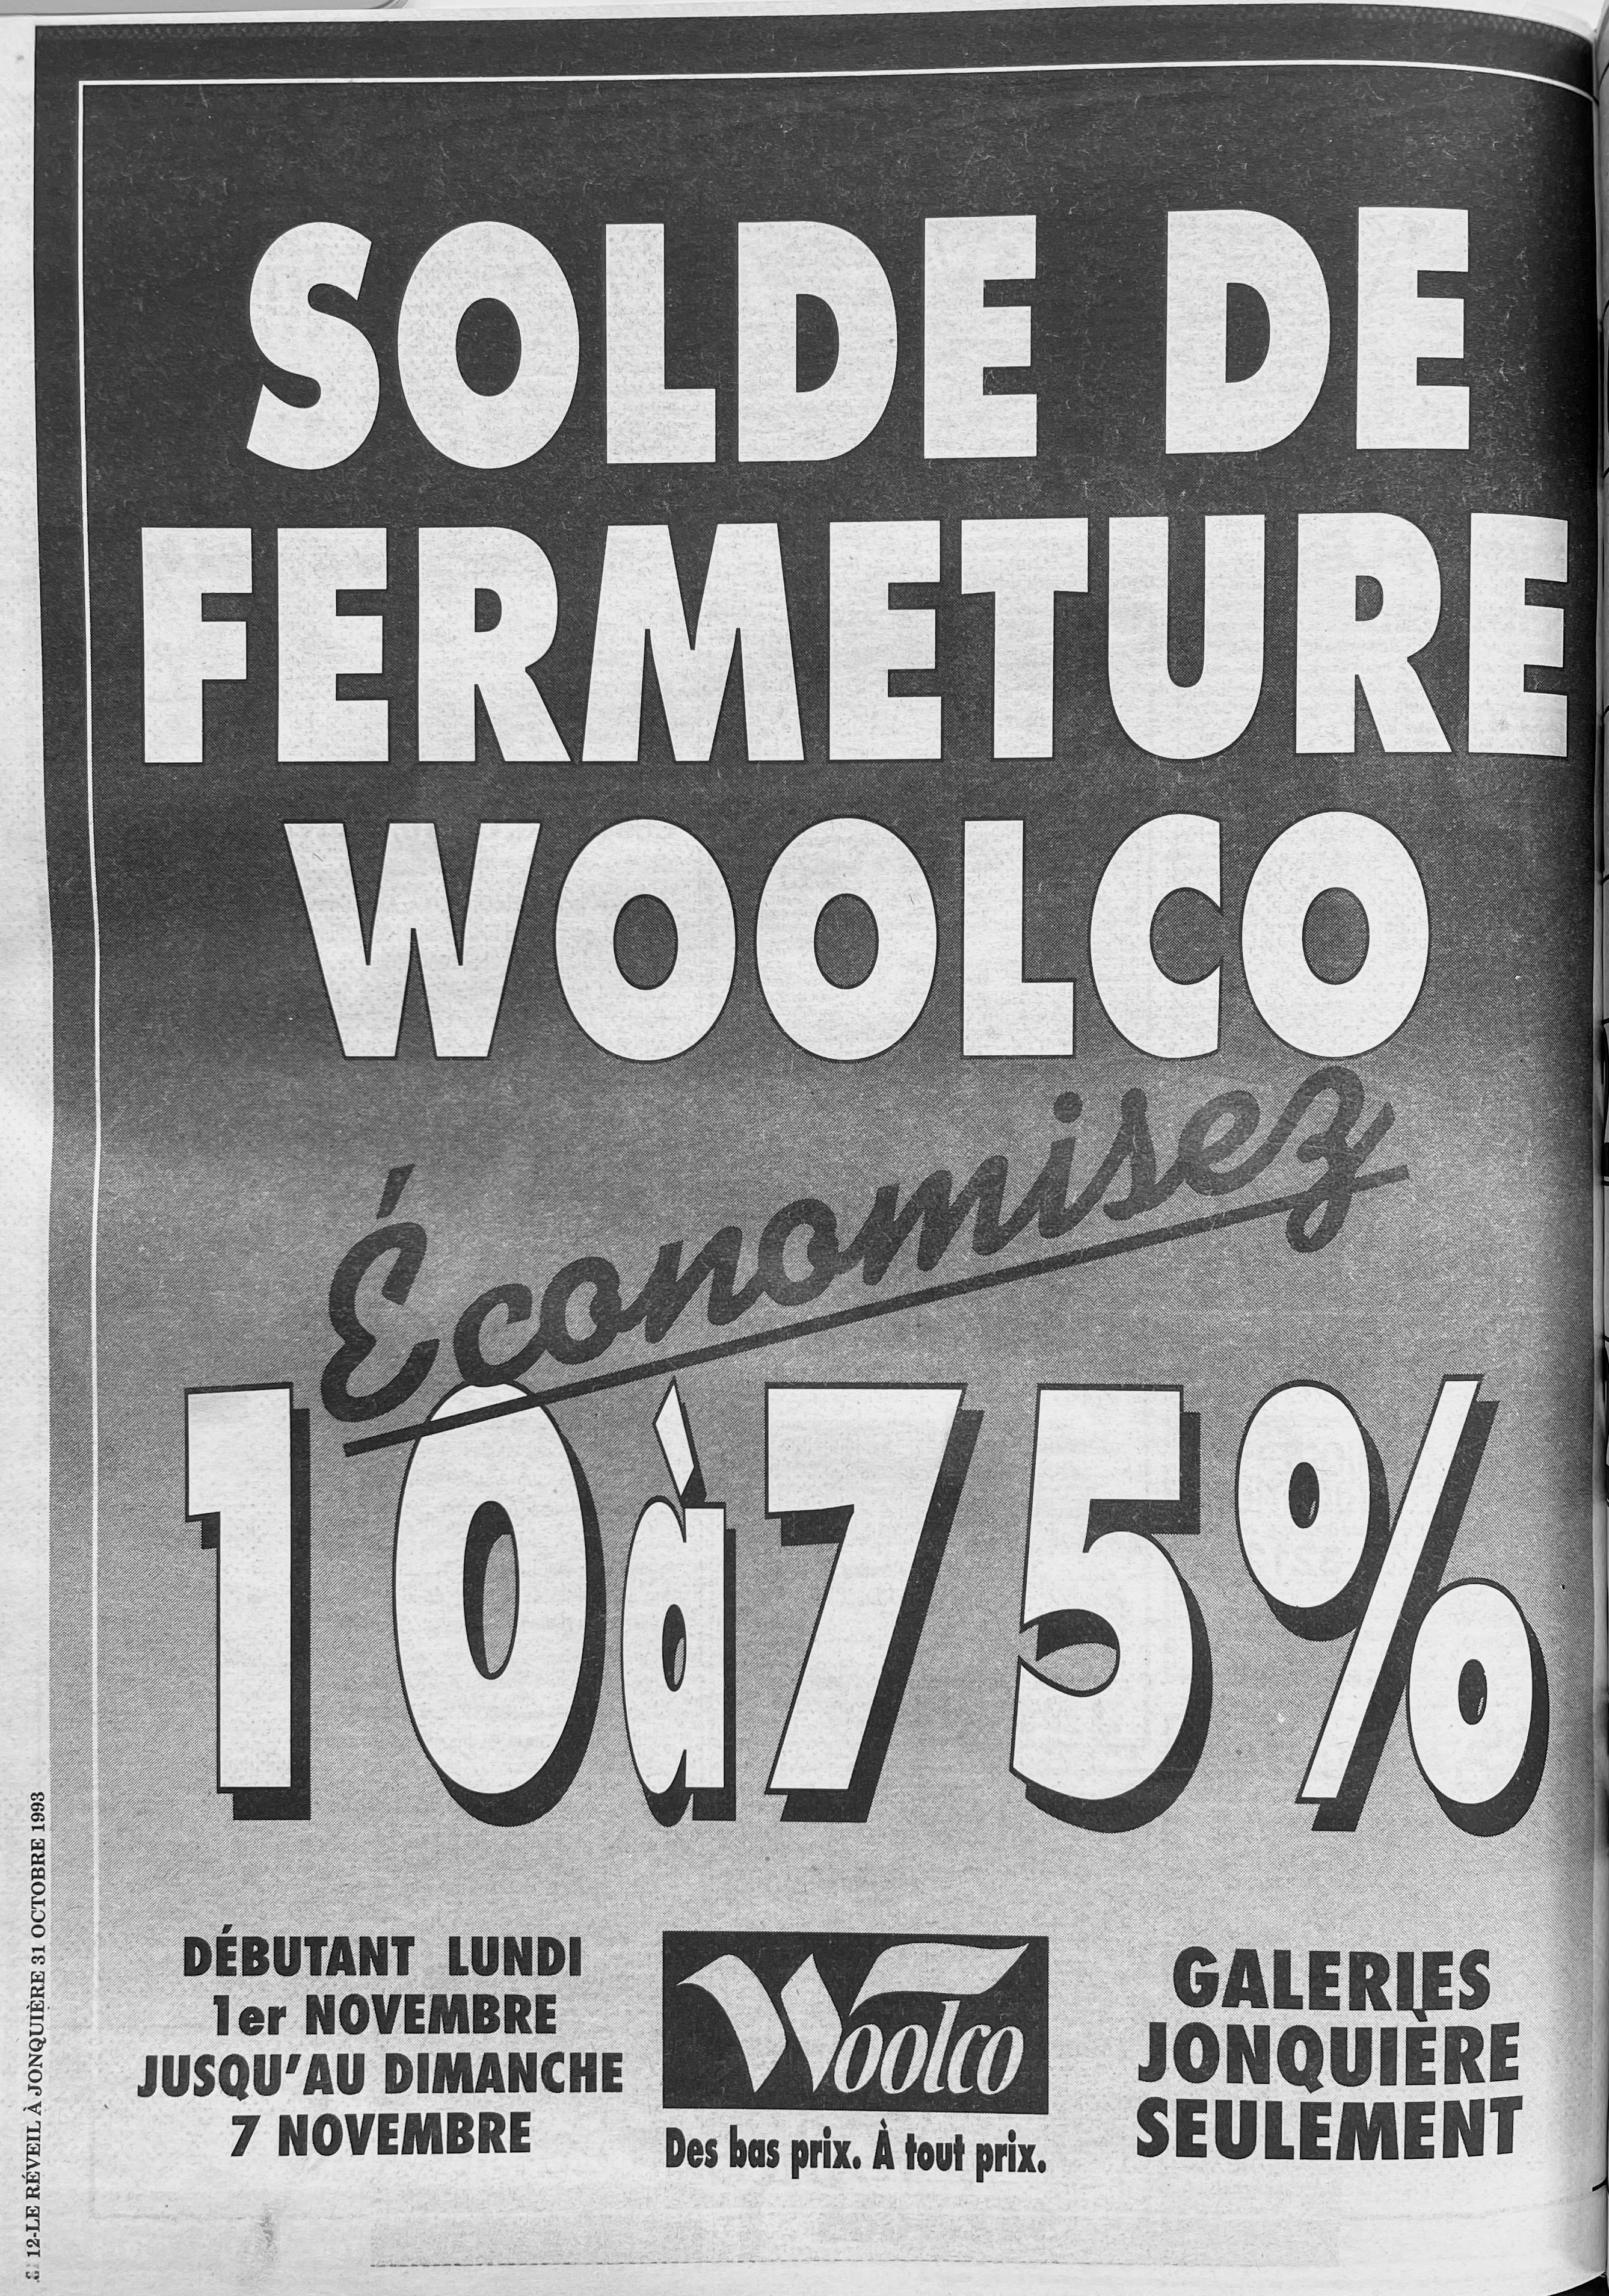 SOLDE DE
FERMETURE
WOOLCO
Économisez
10 à 75%
DÉBUTANT LUNDI
1er NOVEMBRE
JUSQU'AU DIMANCHE
7 NOVEMBRE
Woolco
Des bas prix. À tout prix.
GALERIES
JONQUIÈRE
SEULEMENT
12-LE RÉVEIL À JONQUIÈRE 31 OCTOBRE 1993